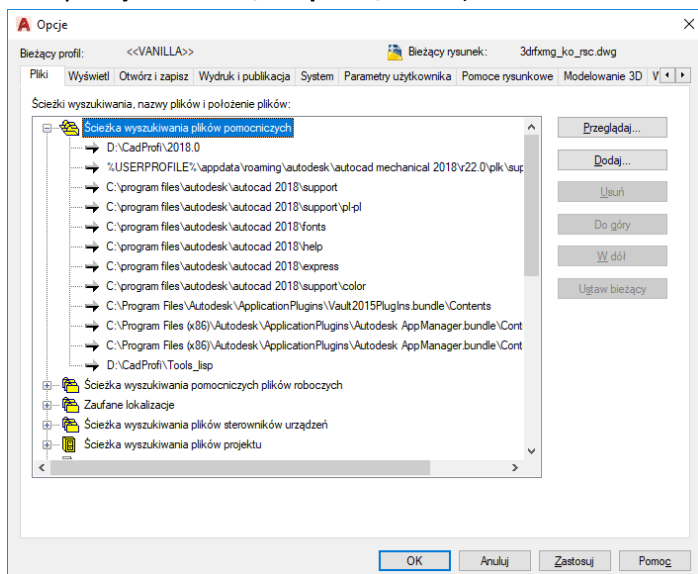 Opcje
Bieżący profil: <<VANILLA>> Bieżący rysunek: 3drfxmg_ko_rsc.dwg
Pliki Wyświetl Otwórz i zapisz Wydruk i publikacja System Parametry użytkownika Pomoce rysunkowe Modelowanie 3D
Ścieżki wyszukiwania, nazwy plików i położenie plików:
Ścieżka wyszukiwania plików pomocniczych
D:\CadProfi\2018.0
%USERPROFILE%\appdata\roaming\autodesk\autocad mechanical 2018\r22.0\plk\sup
C:\program files\autodesk\autocad 2018\support
C:\program files\autodesk\autocad 2018\support\pl-pl
C:\program files\autodesk\autocad 2018\fonts
C:\program files\autodesk\autocad 2018\help
C:\program files\autodesk\autocad 2018\express
C:\program files\autodesk\autocad 2018\support\color
C:\Program Files\Autodesk\ApplicationPlugins\Vault2015PlugIns.bundle\Contents
C:\Program Files (x86)\Autodesk\ApplicationPlugins\Autodesk AppManager.bundle\Cont
C:\Program Files (x86)\Autodesk\ApplicationPlugins\Autodesk AppManager.bundle\Cont
D:\CadProfi\Tools_lisp
Ścieżka wyszukiwania pomocniczych plików roboczych
Zaufane lokalizacje
Ścieżka wyszukiwania plików sterowników urządzeń
Ścieżka wyszukiwania plików projektu
Przeglądaj...
Dodaj...
Usuń
Do góry
W dół
Ustaw bieżący
OK Anuluj Zastosuj Pomoc